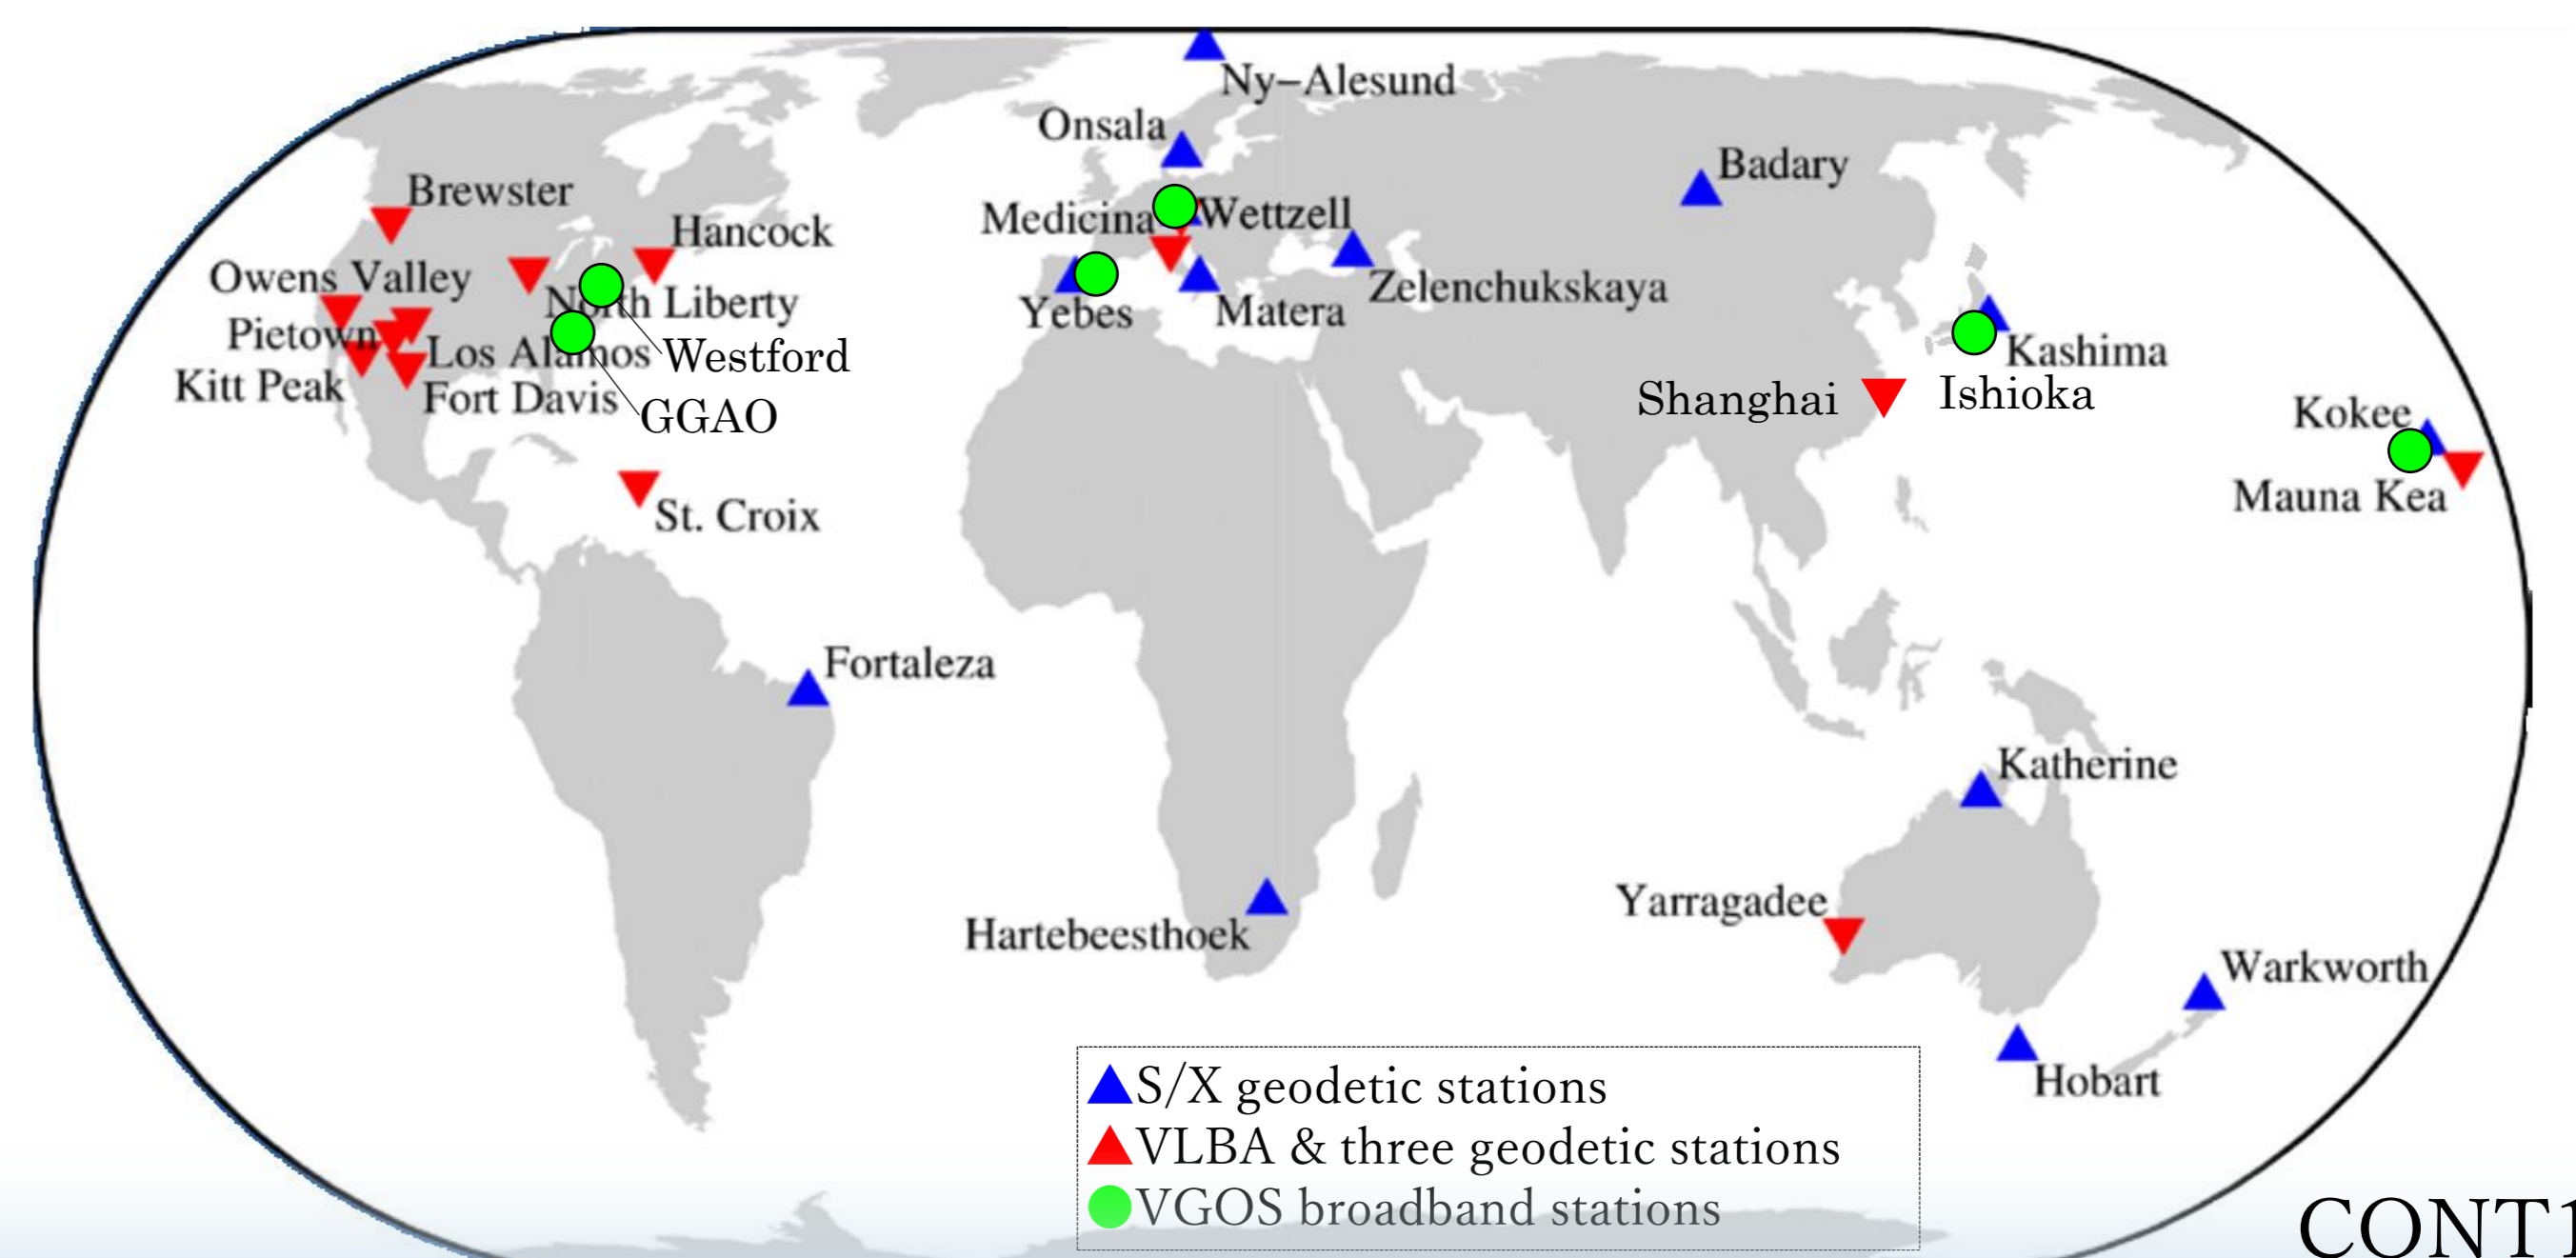 Ny–Alesund
Onsala
Badary
Brewster
Hancock
Medicina
Wettzell
Owens Valley
North Liberty
Zelenchukskaya
Yebes
Matera
Pietown
Los Alamos
Westford
Kashima
Kitt Peak
Fort Davis
GGAO
Shanghai
Ishioka
Kokee
Mauna Kea
St. Croix
Fortaleza
Katherine
Yarragadee
Hartebeesthoek
Warkworth
Hobart
S/X geodetic stations
VLBA & three geodetic stations
VGOS broadband stations
CONT1